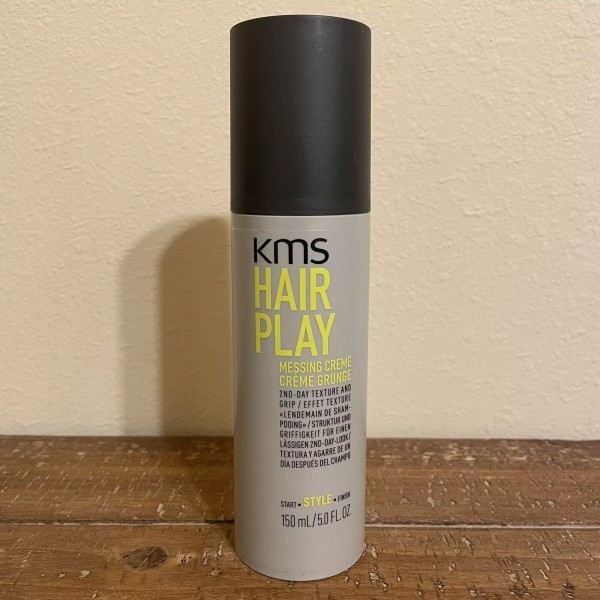 KMS
HAIR
PLAY
MESSING CREME
CRÈME GRUNGE
2ND-DAY TEXTURE AND
GRIP / EFFET TEXTURE
«LENDEMAIN DE SHAM-
POOING» / STRUKTUR UND
GRIFFIGKEIT FÜR EINEN
LÄSSIGEN 2ND-DAY-LOOK/
TEXTURA Y AGARRE DE UN
DÍA DESPUÉS DEL CHAMPÚ
START • STYLE • FINISH
150 mL/5.0 FL. OZ.